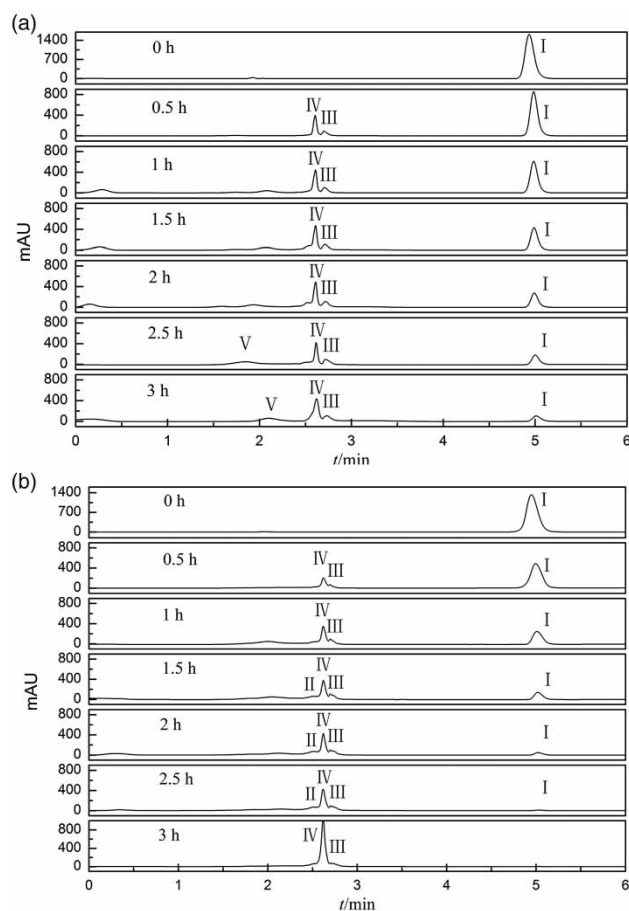 (a)
1400
700
0
0 h
I
800
400
0
0.5 h
IV
III
I
800
400
0
1 h
IV
III
I
800
400
0
1.5 h
IV
III
I
mAU
800
400
0
2 h
IV
III
I
800
400
0
2.5 h
V
IV
III
I
800
400
0
3 h
V
IV
III
I
0 1 2 3 4 5 6
t/min
(b)
1400
700
0
0 h
I
800
400
0
0.5 h
IV
III
I
800
400
0
1 h
IV
III
I
800
400
0
1.5 h
IV
II
III
I
mAU
800
400
0
2 h
IV
II
III
I
800
400
0
2.5 h
IV
II
III
I
800
400
0
3 h
IV
III
0 1 2 3 4 5 6
t/min